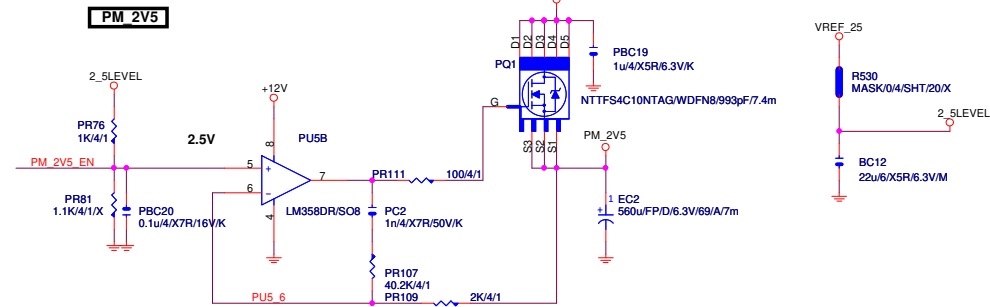 PM_2V5
2_5LEVEL
PR76
1K/4/1
PM_2V5_EN
PR81
1.1K/4/1/X
PBC20
0.1u/4/X7R/16V/K
2.5V
+12V
8
PU5B
5
+
6
-
7
4
LM358DR/SO8
PR111
100/4/1
PC2
1n/4/X7R/50V/K
PR107
40.2K/4/1
PR109
2K/4/1
PU5_6
D1
D2
D3
D4
D5
PQ1
G
S3
S2
S1
NTTFS4C10NTAG/WDFN8/993pF/7.4m
PBC19
1u/4/X5R/6.3V/K
PM_2V5
1
+
EC2
560u/FP/D/6.3V/69/A/7m
VREF_25
R530
MASK/0/4/SHT/20/X
2_5LEVEL
BC12
22u/6/X5R/6.3V/M